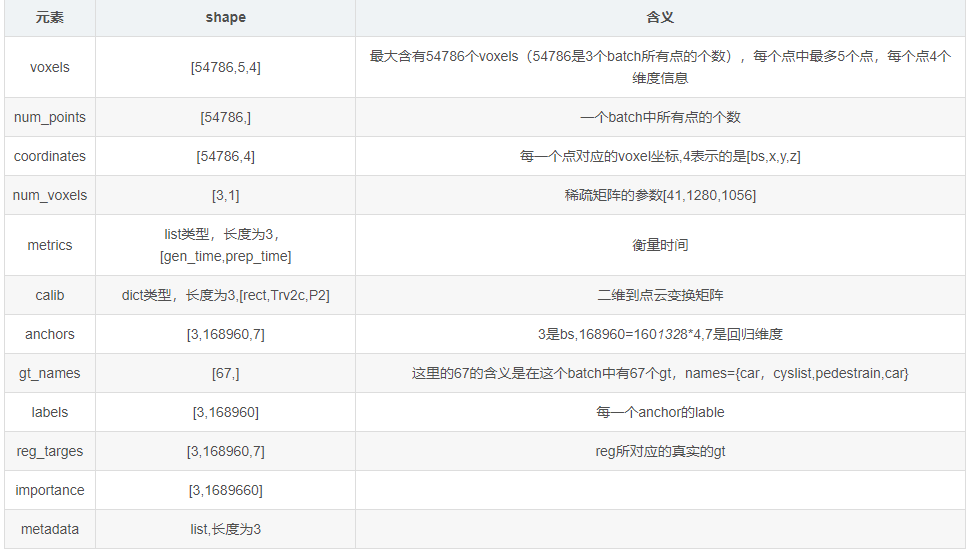 元素 shape 含义
voxels [54786,5,4] 最大含有54786个voxels（54786是3个batch所有点的个数），每个点中最多5个点，每个点4个
维度信息
num_points [54786,] 一个batch中所有点的个数
coordinates [54786,4] 每一个点对应的voxel坐标,4表示的是[bs,x,y,z]
num_voxels [3,1] 稀疏矩阵的参数[41,1280,1056]
metrics list类型，长度为3，
[gen_time,prep_time] 衡量时间
calib dict类型，长度为3,[rect,Trv2c,P2] 二维到点云变换矩阵
anchors [3,168960,7] 3是bs,168960=1601328*4,7是回归维度
gt_names [67,] 这里的67的含义是在这个batch中有67个gt，names={car，cyslist,pedestrain,car}
labels [3,168960] 每一个anchor的lable
reg_targes [3,168960,7] reg所对应的真实的gt
importance [3,1689660]
metadata list,长度为3